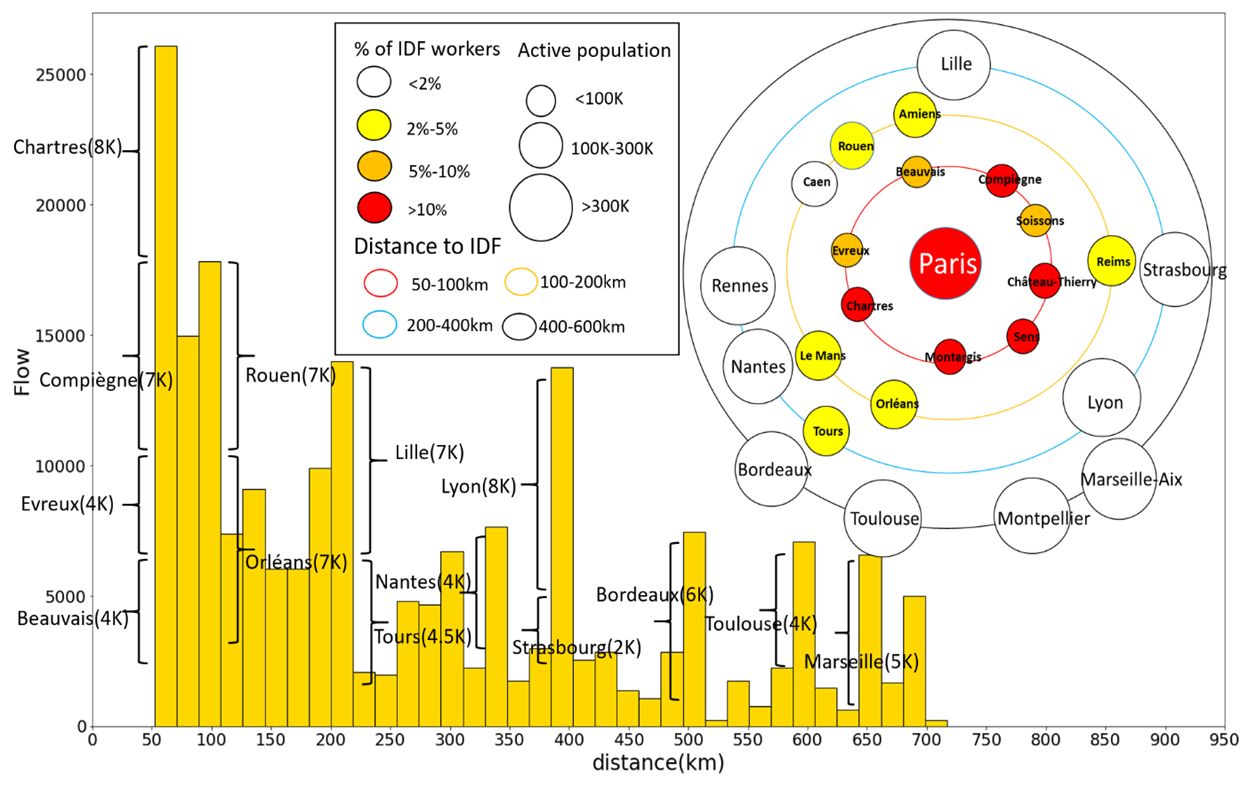 % of IDF workers
Active population
<2%
<100K
2%-5%
100K-300K
5%-10%
>300K
>10%
Distance to IDF
50-100km
100-200km
200-400km
400-600km
Lille
Amiens
Rouen
Caen
Beauvais
Compiègne
Soissons
Evreux
Paris
Reims
Strasbourg
Château-Thierry
Rennes
Chartres
Sens
Le Mans
Montargis
Nantes
Orléans
Lyon
Tours
Bordeaux
Marseille-Aix
Toulouse
Montpellier
25000
20000
15000
10000
5000
0
Flow
Chartres(8K)
Compiègne(7K)
Evreux(4K)
Beauvais(4K)
Rouen(7K)
Orléans(7K)
Lille(7K)
Tours(4.5K)
Nantes(4K)
Lyon(8K)
Strasbourg(2K)
Bordeaux(6K)
Toulouse(4K)
Marseille(5K)
0 50 100 150 200 250 300 350 400 450 500 550 600 650 700 750 800 850 900 950
distance(km)